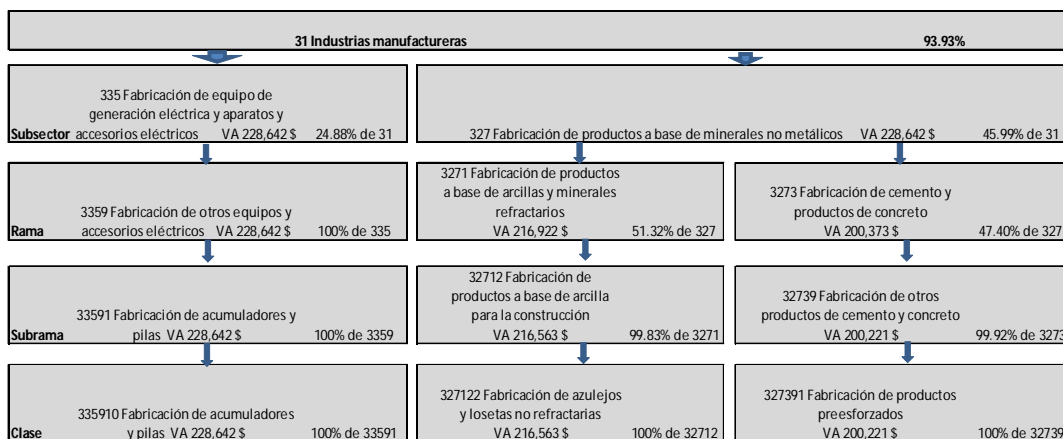 31 Industrias manufactureras 93.93%
335 Fabricación de equipo de
generación eléctrica y aparatos y
Subsector accesorios eléctricos VA 228,642 $ 24.88% de 31
327 Fabricación de productos a base de minerales no metálicos VA 228,642 $ 45.99% de 31
3359 Fabricación de otros equipos y
Rama accesorios eléctricos VA 228,642 $ 100% de 335
3271 Fabricación de productos
a base de arcillas y minerales
refractarios
VA 216,922 $ 51.32% de 327
3273 Fabricación de cemento y
productos de concreto
VA 200,373 $ 47.40% de 327
33591 Fabricación de acumuladores y
Subrama pilas VA 228,642 $ 100% de 3359
32712 Fabricación de
productos a base de arcilla
para la construcción
VA 216,563 $ 99.83% de 3271
32739 Fabricación de otros
productos de cemento y concreto
VA 200,221 $ 99.92% de 3273
335910 Fabricación de acumuladores
Clase y pilas VA 228,642 $ 100% de 33591
327122 Fabricación de azulejos
y losetas no refractarias
VA 216,563 $ 100% de 32712
327391 Fabricación de productos
preesforzados
VA 200,221 $ 100% de 32739